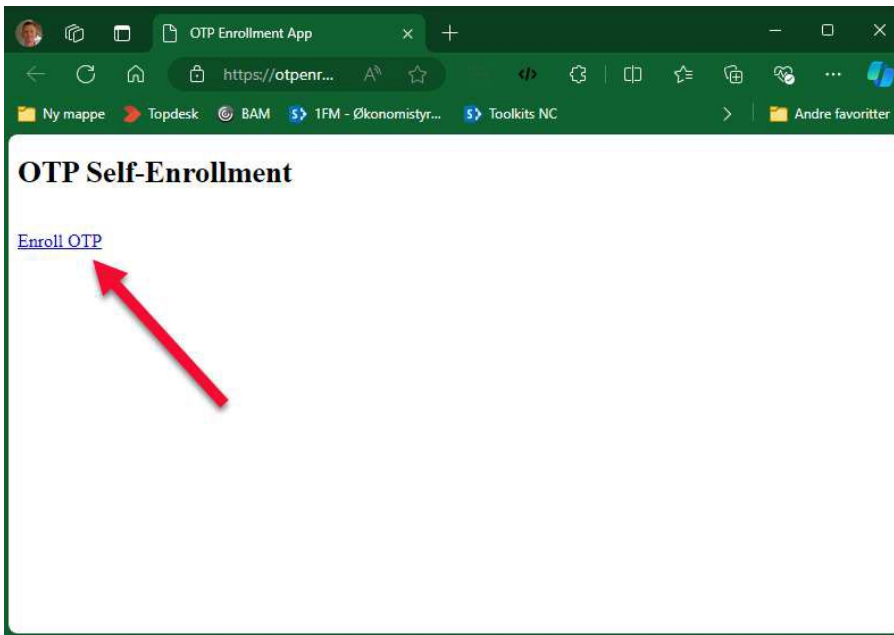 OTP Enrollment App
https://otpenr...
Ny mappe Topdesk BAM 1FM - Økonomistyr... Toolkits NC Andre favoritter
OTP Self-Enrollment
Enroll OTP